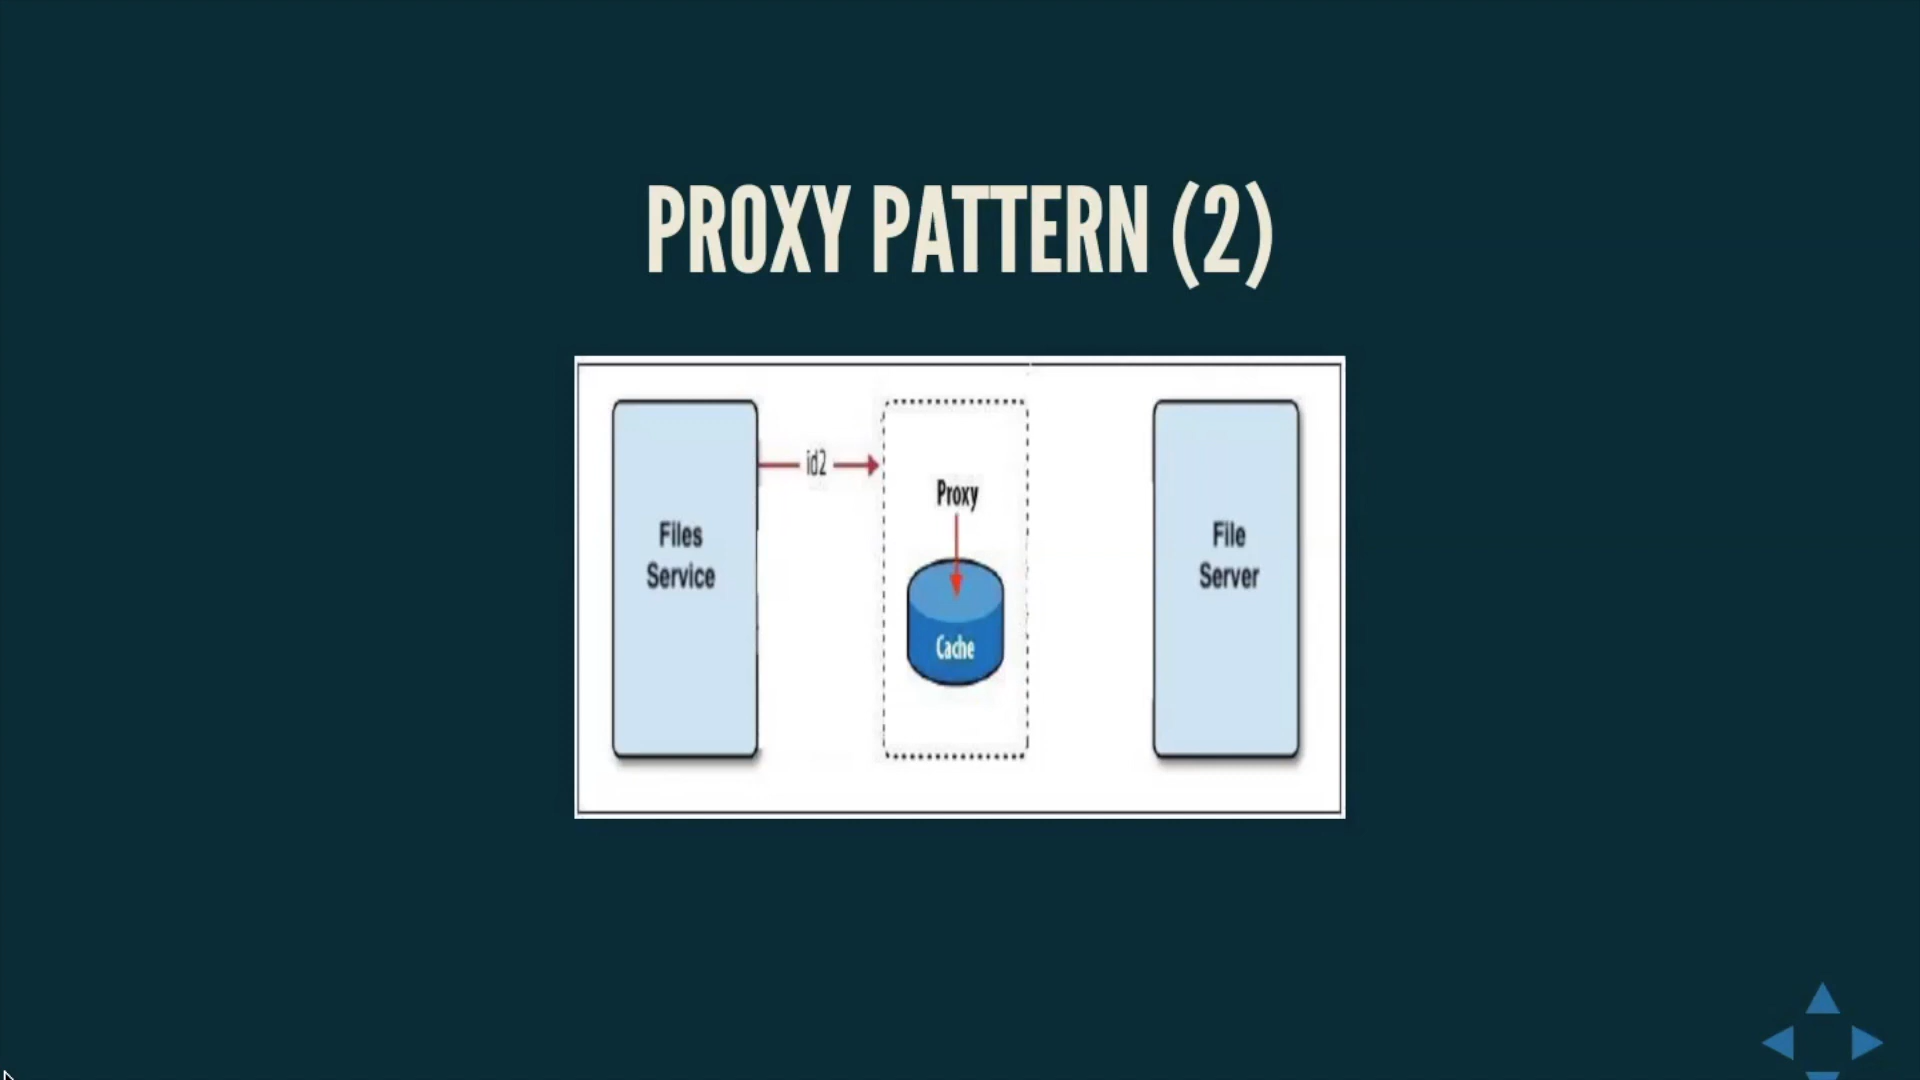 PROXY PATTERN (2)
id2
Proxy
Files
Service
Cache
File
Server